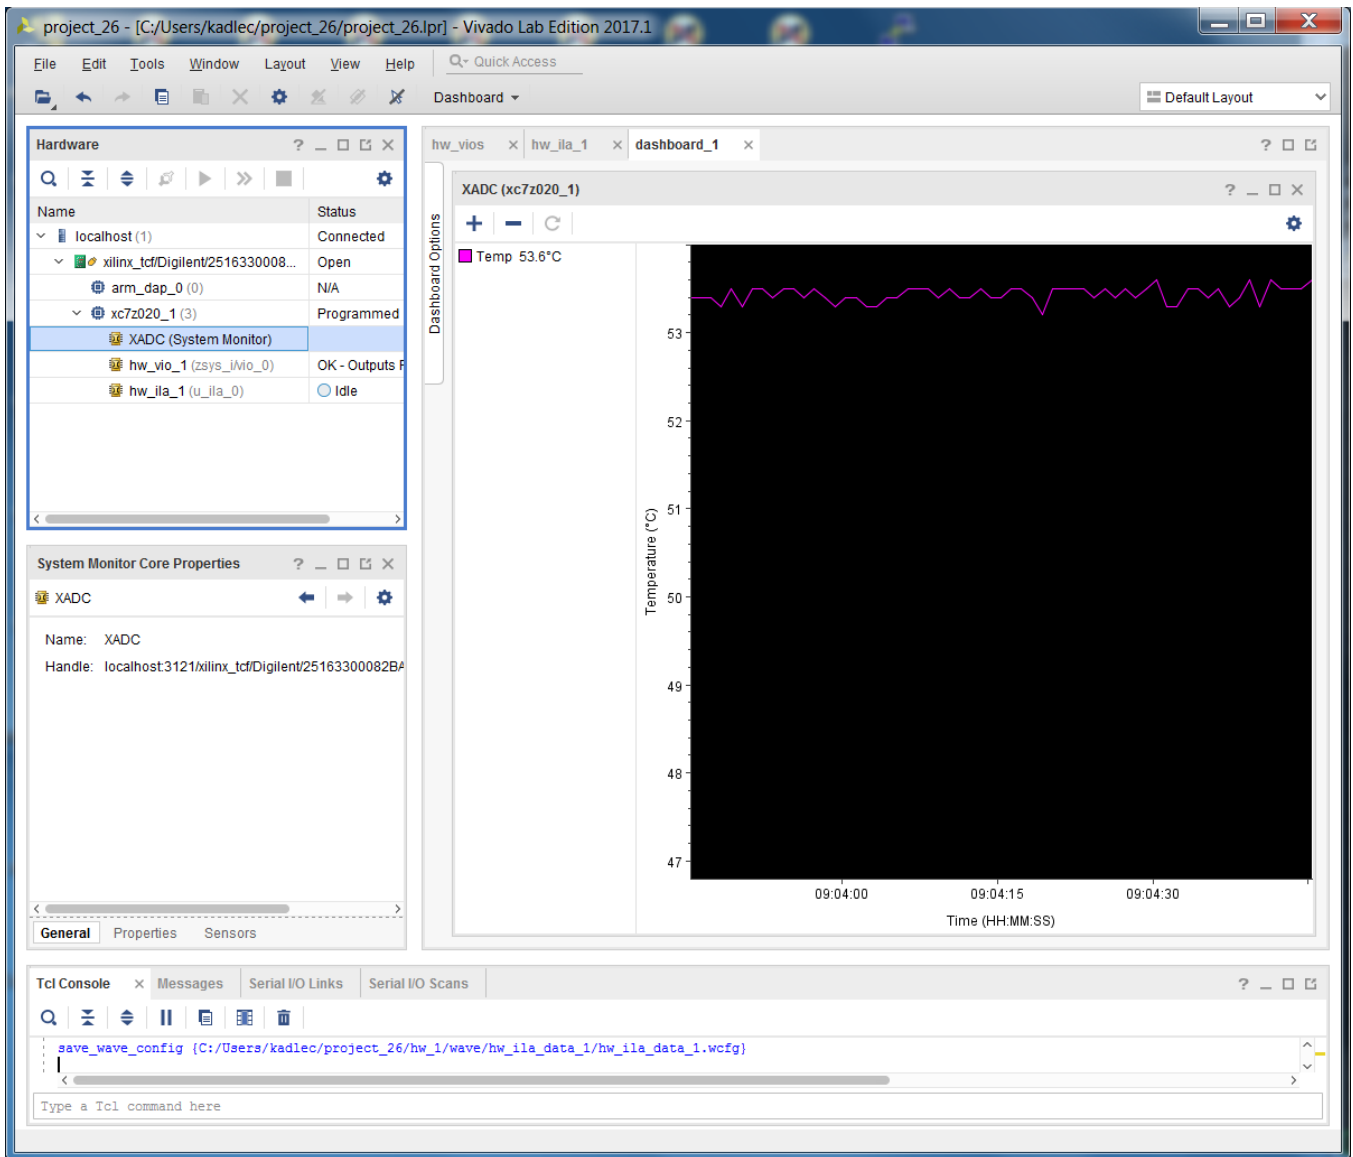 project_26 - [C:/Users/kadlec/project_26/project_26.lpr] - Vivado Lab Edition 2017.1
File Edit Tools Window Layout View Help Quick Access
Dashboard Default Layout
Hardware
Name Status
localhost (1) Connected
xilinx_tcf/Digilent/2516330008... Open
arm_dap_0 (0) N/A
xc7z020_1 (3) Programmed
XADC (System Monitor)
hw_vio_1 (zsys_i/vio_0) OK - Outputs R
hw_ila_1 (u_ila_0) Idle
System Monitor Core Properties
XADC
Name: XADC
Handle: localhost:3121/xilinx_tcf/Digilent/25163300082BA
General Properties Sensors
hw_vios hw_ila_1 dashboard_1
Dashboard Options
XADC (xc7z020_1)
Temp 53.6°C
Temperature (°C)
53
52
51
50
49
48
47
09:04:00 09:04:15 09:04:30
Time (HH:MM:SS)
Tcl Console Messages Serial I/O Links Serial I/O Scans
save_wave_config {C:/Users/kadlec/project_26/hw_1/wave/hw_ila_data_1/hw_ila_data_1.wcfg}
Type a Tcl command here